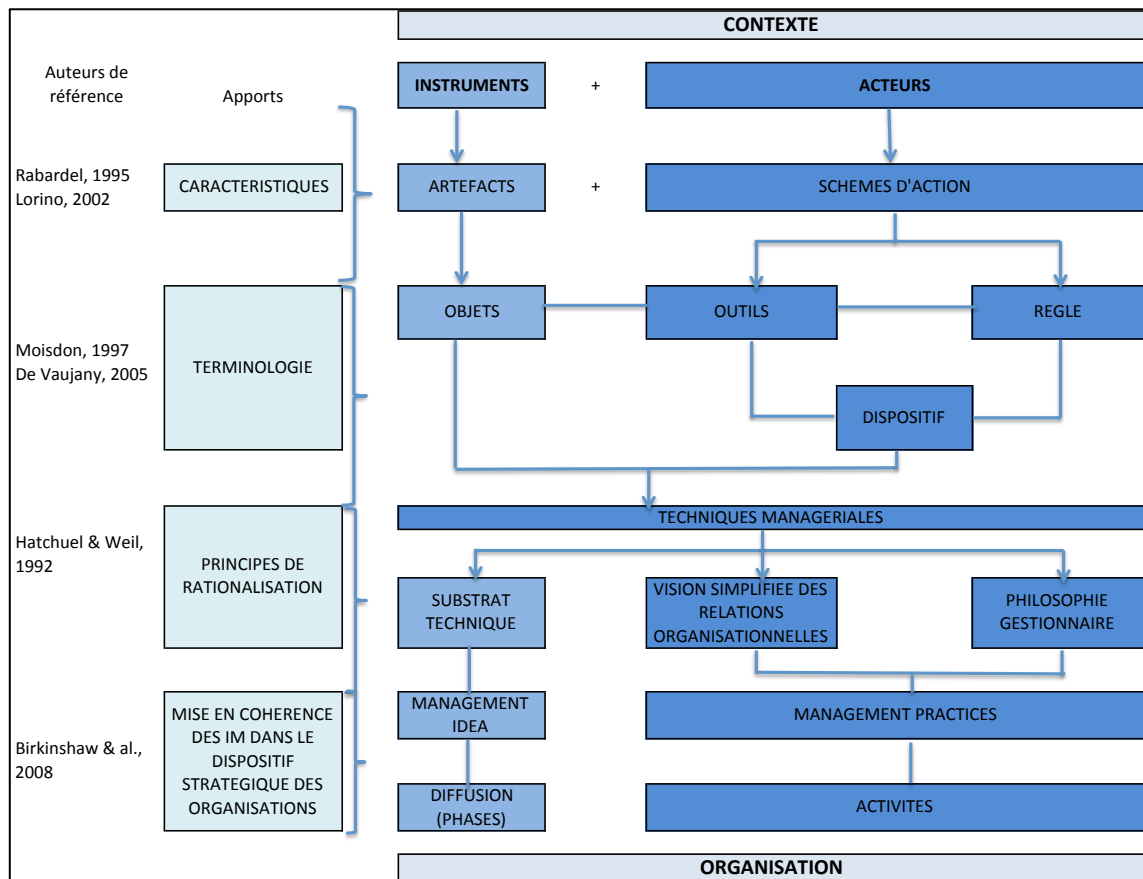 CONTEXTE
Auteurs de
référence
Apports
INSTRUMENTS
+
ACTEURS
Rabardel, 1995
Lorino, 2002
CARACTERISTIQUES
ARTEFACTS
+
SCHEMES D'ACTION
Moisdon, 1997
De Vaujany, 2005
TERMINOLOGIE
OBJETS
OUTILS
REGLE
DISPOSITIF
Hatchuel & Weil,
1992
PRINCIPES DE
RATIONALISATION
TECHNIQUES MANAGERIALES
SUBSTRAT
TECHNIQUE
VISION SIMPLIFIEE DES
RELATIONS
ORGANISATIONNELLES
PHILOSOPHIE
GESTIONNAIRE
Birkinshaw & al.,
2008
MISE EN COHERENCE
DES IM DANS LE
DISPOSITIF
STRATEGIQUE DES
ORGANISATIONS
MANAGEMENT
IDEA
MANAGEMENT PRACTICES
DIFFUSION
(PHASES)
ACTIVITES
ORGANISATION